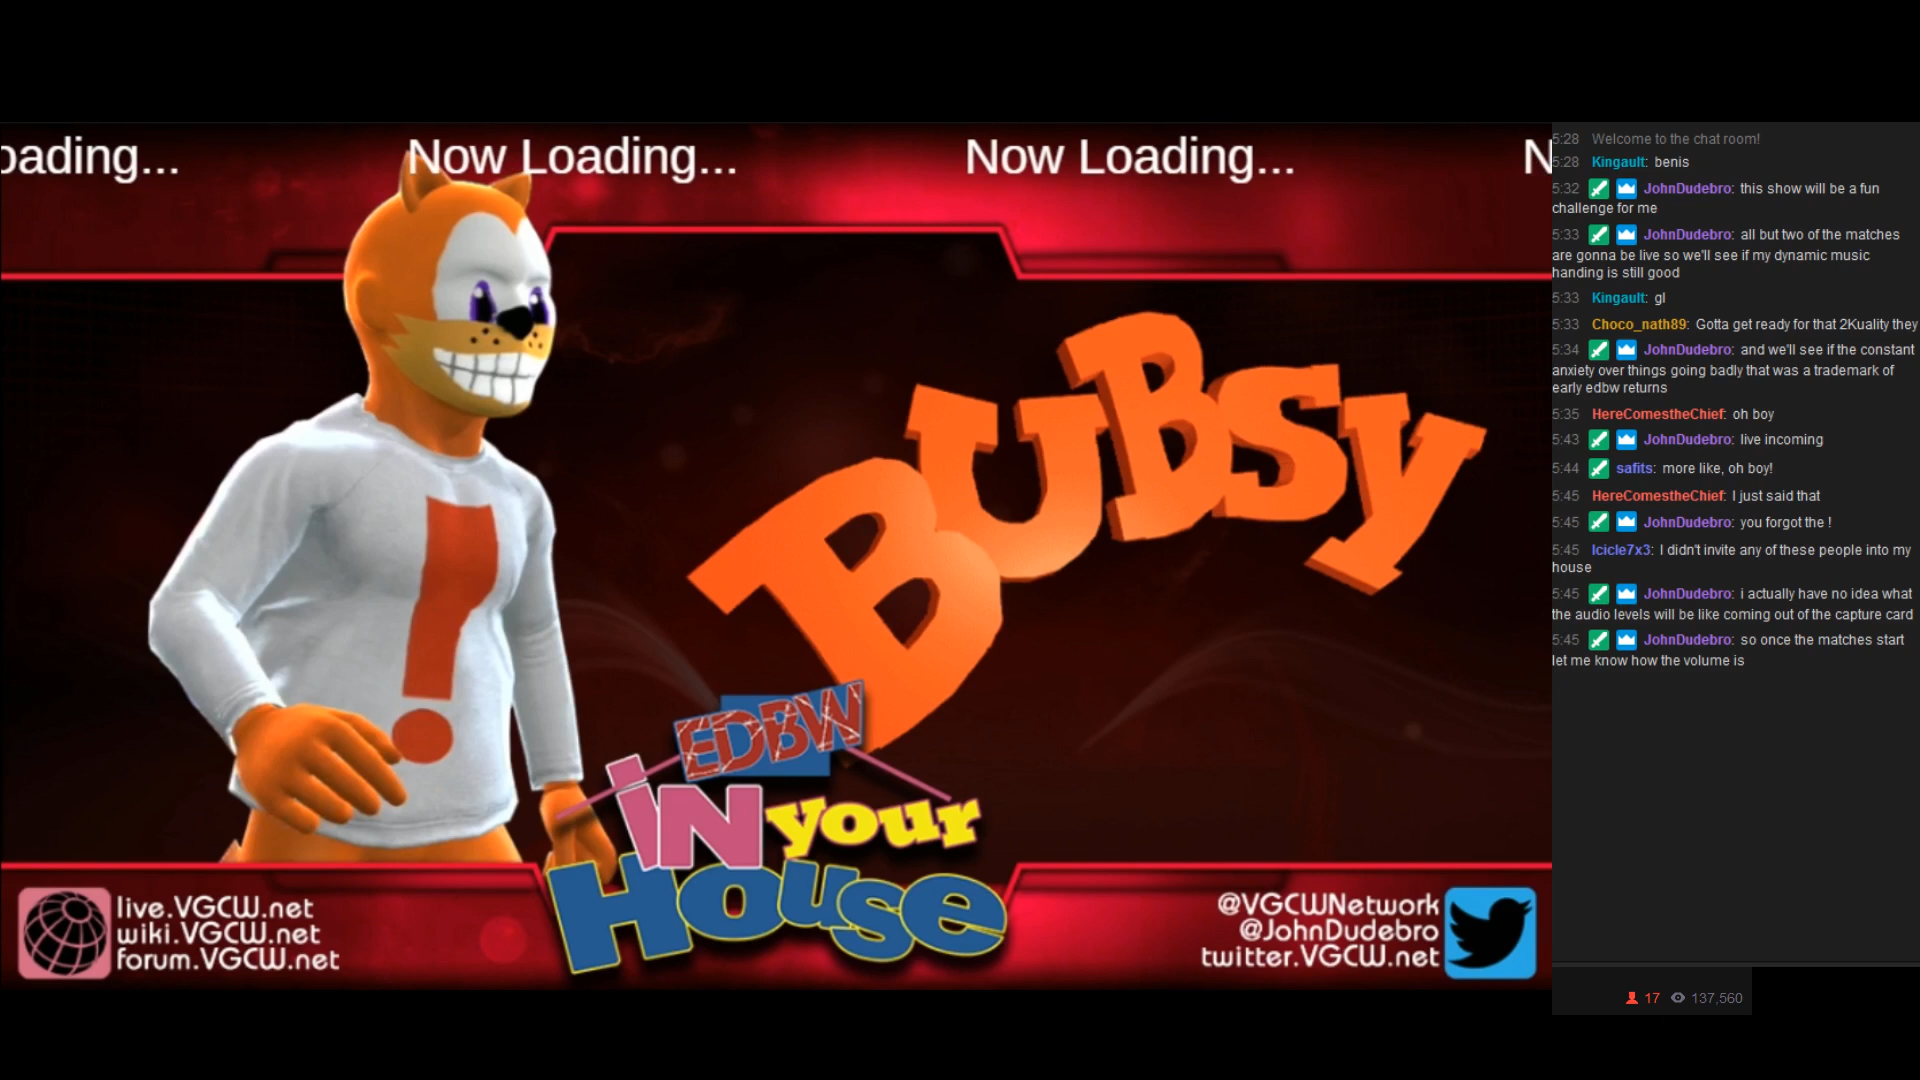 oading...
Now Loading...
Now Loading...
N
BUBSY
!
EDBW
iN your
House
live.VGCW.net
wiki.VGCW.net
forum.VGCW.net
@VGCWNetwork
@JohnDudebro
twitter.VGCW.net
5:28 Welcome to the chat room!
5:28 Kingault: benis
5:32 JohnDudebro: this show will be a fun
challenge for me
5:33 JohnDudebro: all but two of the matches
are gonna be live so we'll see if my dynamic music
handing is still good
5:33 Kingault: gl
5:33 Choco_nath89: Gotta get ready for that 2Kuality they
5:34 JohnDudebro: and we'll see if the constant
anxiety over things going badly that was a trademark of
early edbw returns
5:35 HereComestheChief: oh boy
5:43 JohnDudebro: live incoming
5:44 safits: more like, oh boy!
5:45 HereComestheChief: I just said that
5:45 JohnDudebro: you forgot the !
5:45 Icicle7x3: I didn't invite any of these people into my
house
5:45 JohnDudebro: i actually have no idea what
the audio levels will be like coming out of the capture card
5:45 JohnDudebro: so once the matches start
let me know how the volume is
17 137,560